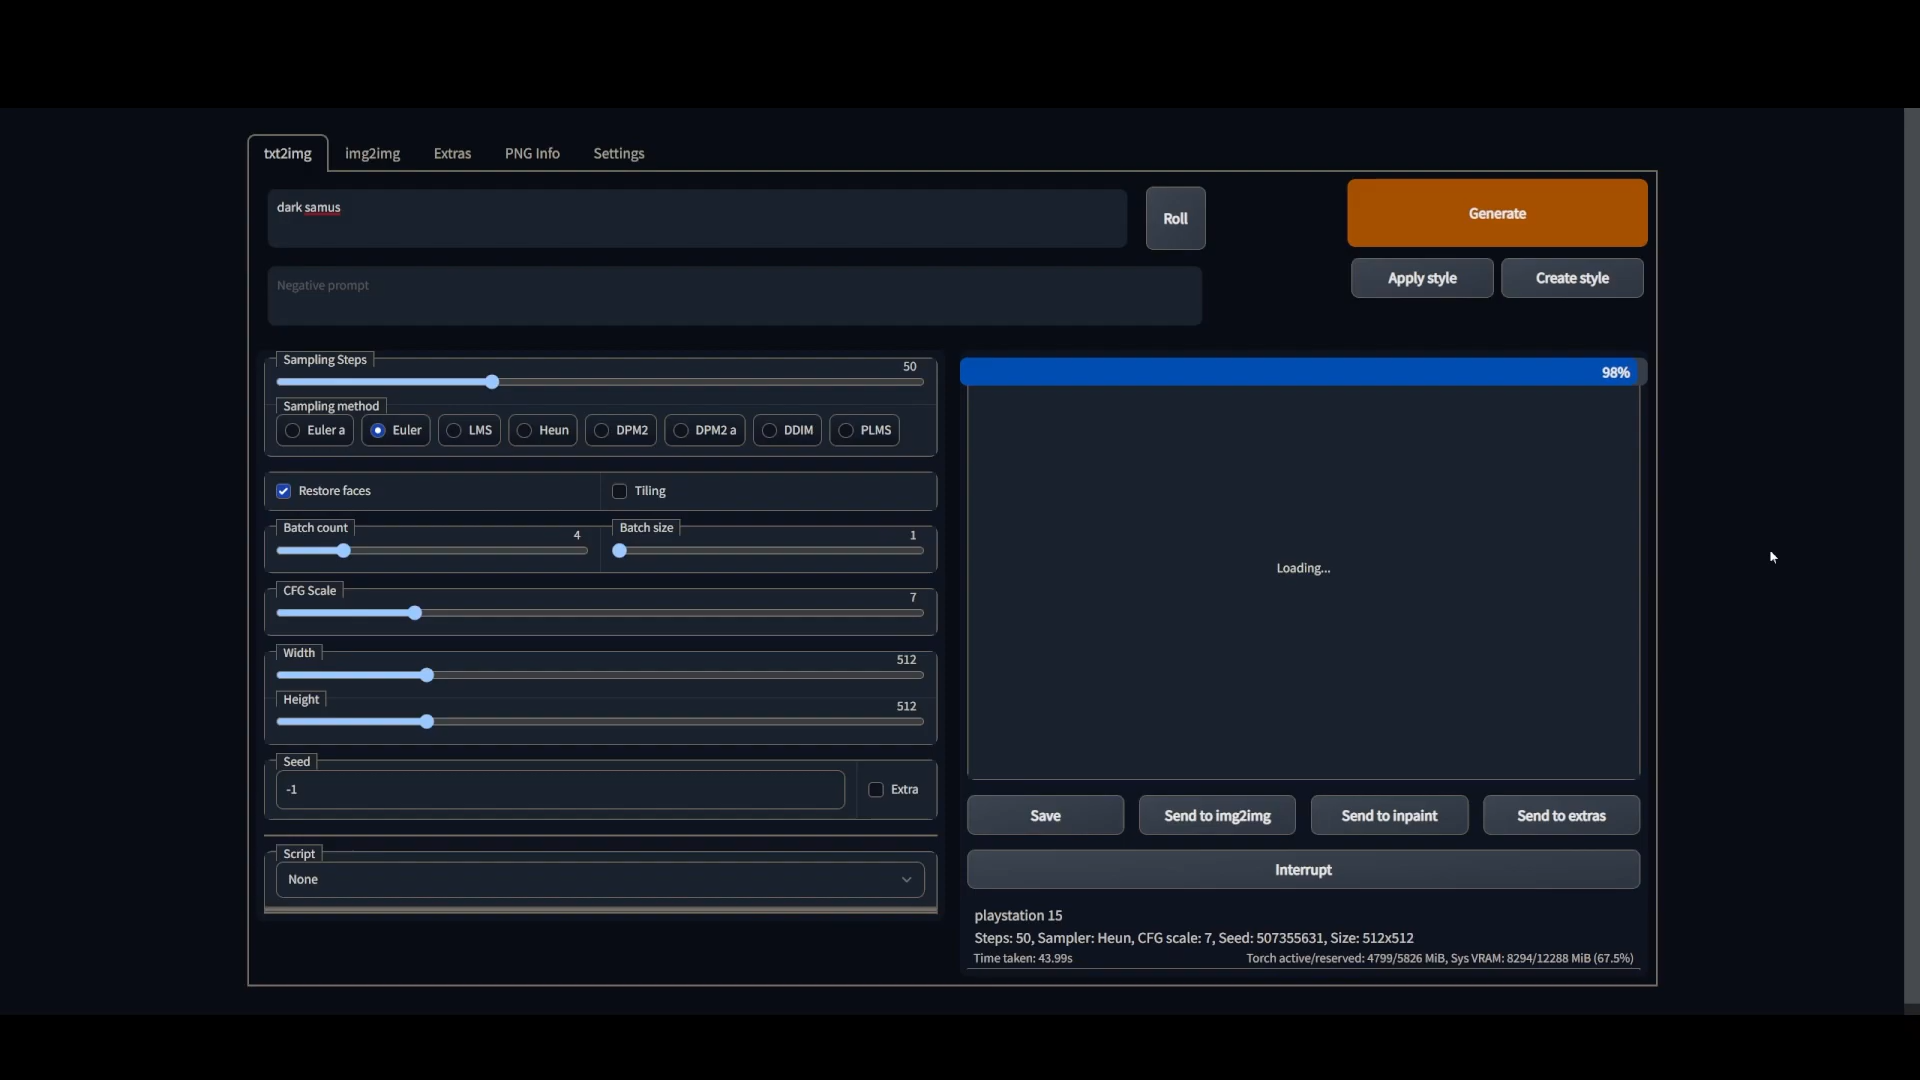 txt2img img2img Extras PNG Info Settings
dark samus
Roll
Generate
Negative prompt
Apply style Create style
Sampling Steps
50
Sampling method
Euler a Euler LMS Heun DPM2 DPM2 a DDIM PLMS
98%
Loading...
Restore faces Tiling
Batch count
4
Batch size
1
CFG Scale
7
Width
512
Height
512
Seed
-1
Extra
Script
None
Save Send to img2img Send to inpaint Send to extras
Interrupt
playstation 15
Steps: 50, Sampler: Heun, CFG scale: 7, Seed: 507355631, Size: 512x512
Time taken: 43.99s Torch active/reserved: 4799/5826 MiB, Sys VRAM: 8294/12288 MiB (67.5%)